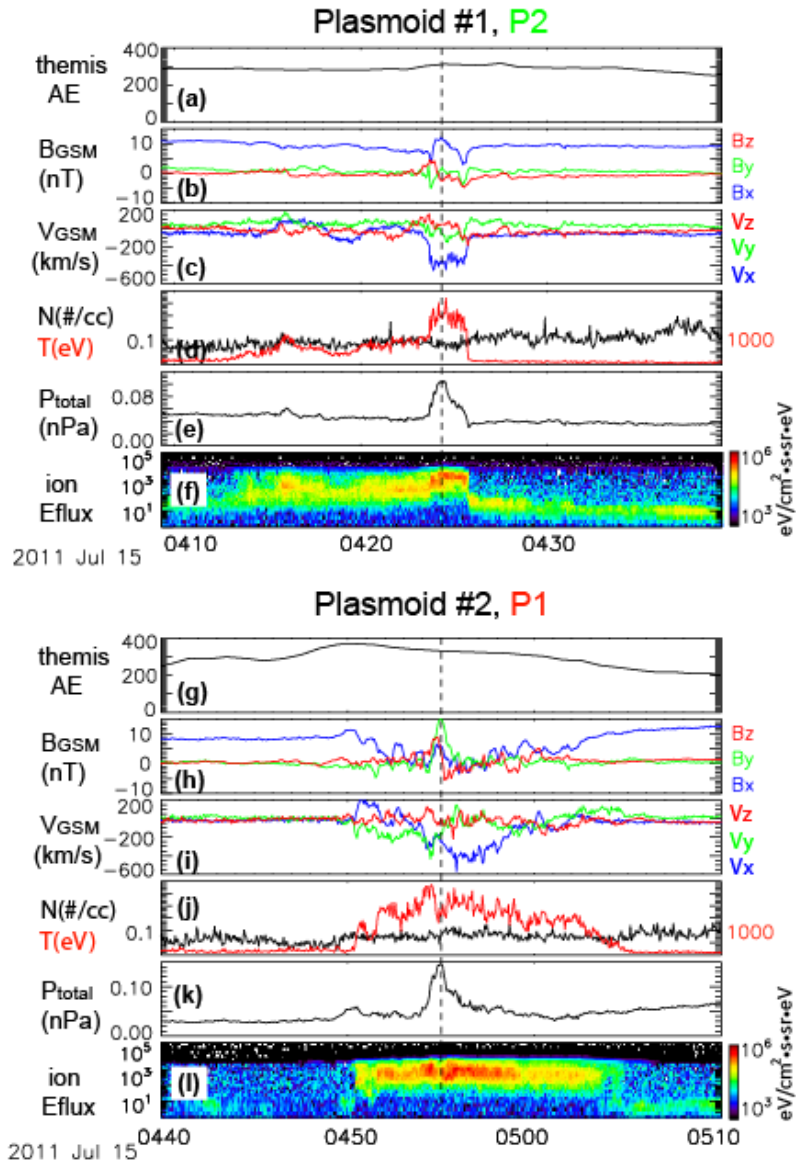 Plasmoid #1, P2
themis
AE
400
200
0
(a)
BGSM
(nT)
10
0
-10
(b)
Bz
By
Bx
VGSM
(km/s)
200
-200
-600
(c)
Vz
Vy
Vx
N(#/cc)
T(eV)
0.1
(d)
1000
Ptotal
(nPa)
0.08
0.00
(e)
ion
Eflux
10^5
10^3
10^1
(f)
10^6
10^3
eV/cm²•s•sr•eV
0410 0420 0430
2011 Jul 15
Plasmoid #2, P1
themis
AE
400
200
0
(g)
BGSM
(nT)
10
0
-10
(h)
Bz
By
Bx
VGSM
(km/s)
200
-200
-600
(i)
Vz
Vy
Vx
N(#/cc)
T(eV)
0.1
(j)
1000
Ptotal
(nPa)
0.10
0.00
(k)
ion
Eflux
10^5
10^3
10^1
(l)
10^6
10^3
eV/cm²•s•sr•eV
0440 0450 0500 0510
2011 Jul 15